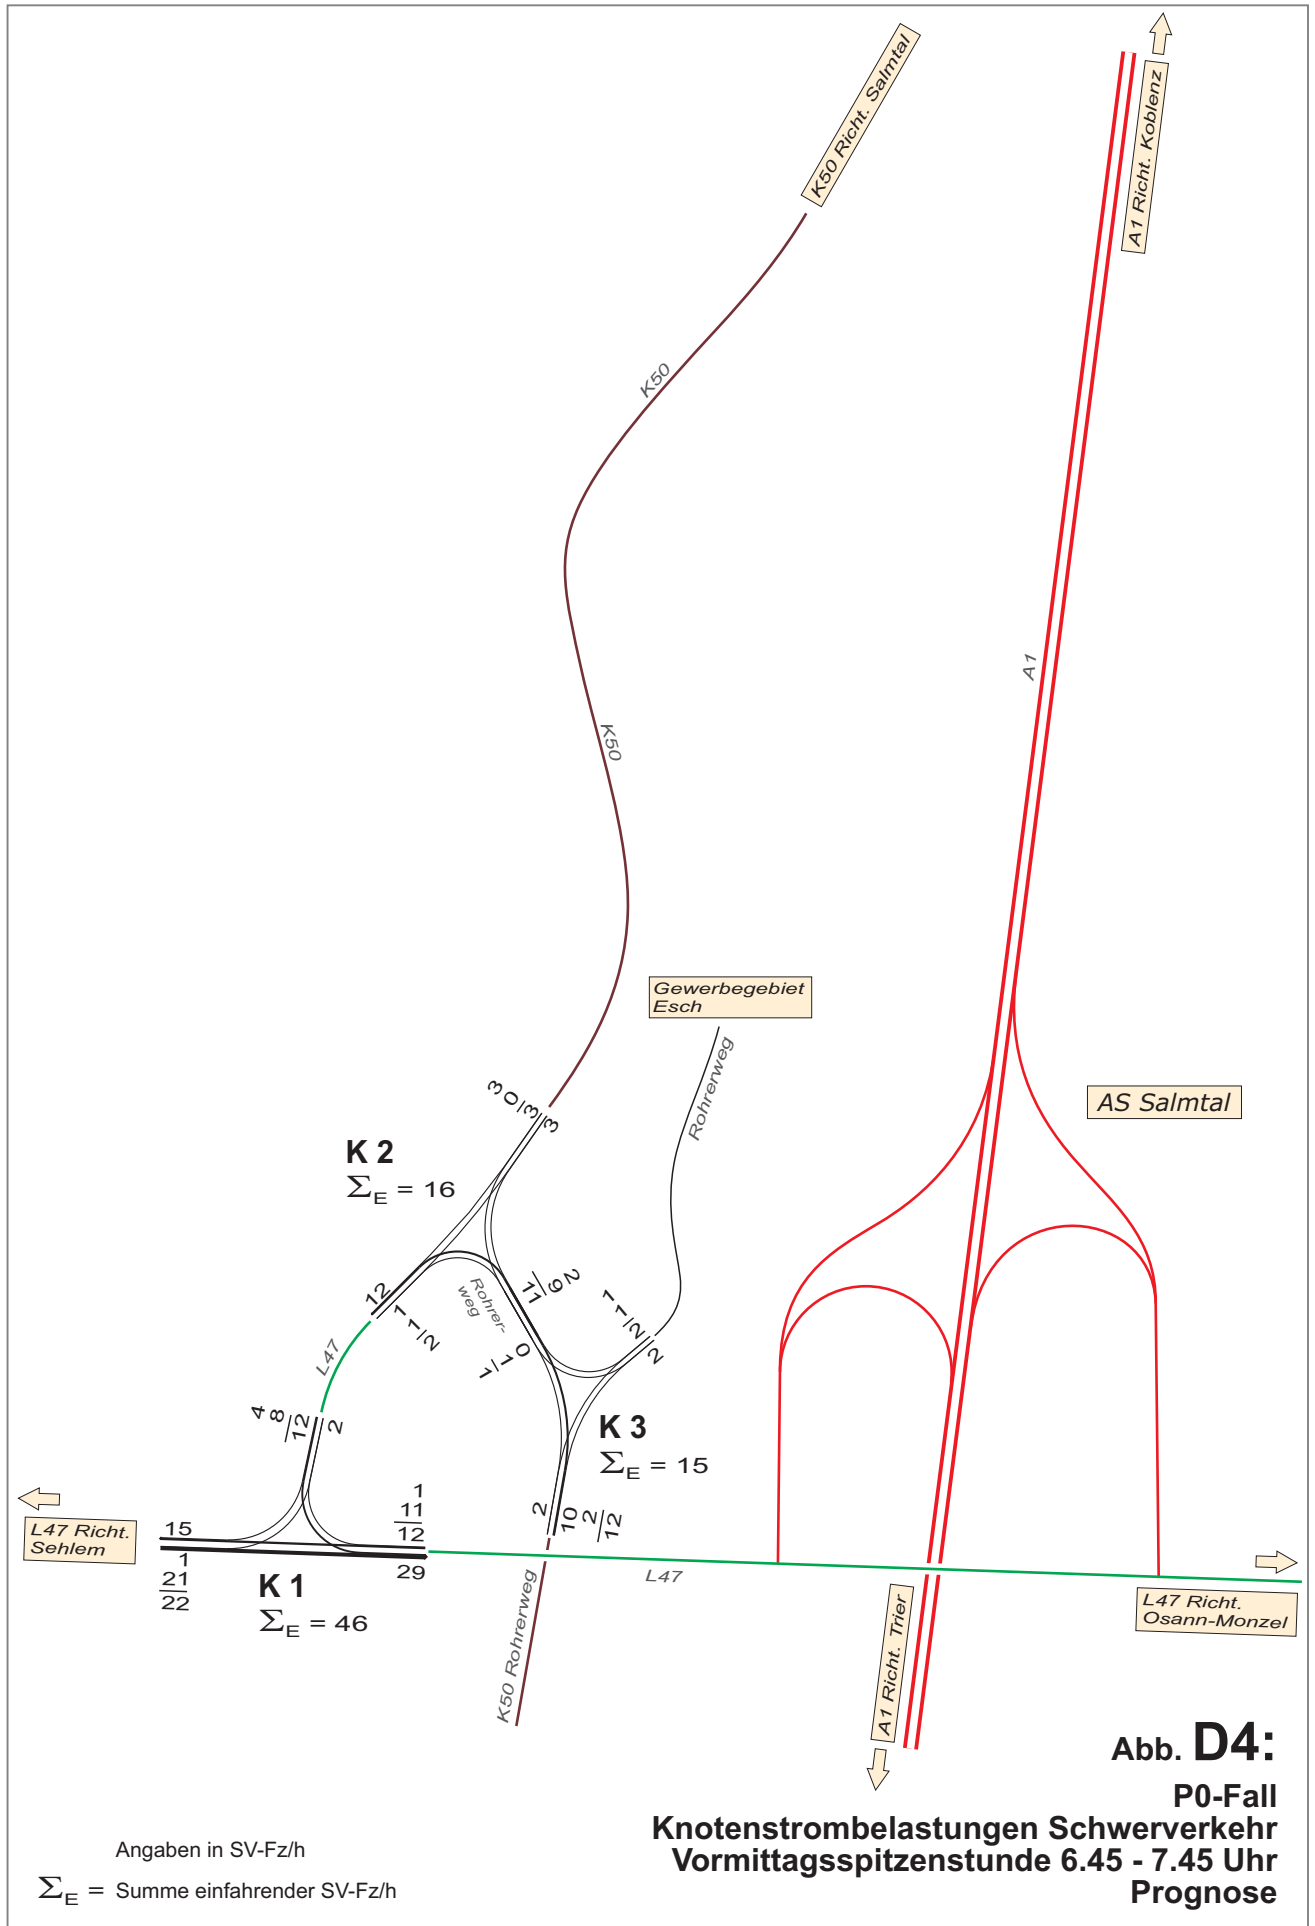 K50 Richt. Salmtal
A1 Richt. Koblenz
K50
A1
K50
Gewerbegebiet
Esch
Rohrerweg
AS Salmtal
3
0
3
3
K 2
ΣE = 16
12
1
1
2
Rohrer-
weg
11
9
2
1
1
0
1
1
2
2
L47
4
8
12
2
K 3
ΣE = 15
2
10
2
12
L47 Richt.
Sehlem
15
1
21
22
1
11
12
29
K 1
ΣE = 46
L47
K50 Rohrerweg
L47 Richt.
Osann-Monzel
A1 Richt. Trier
Abb. D4:
P0-Fall
Knotenstrombelastungen Schwerverkehr
Vormittagsspitzenstunde 6.45 - 7.45 Uhr
Prognose
Angaben in SV-Fz/h
ΣE = Summe einfahrender SV-Fz/h